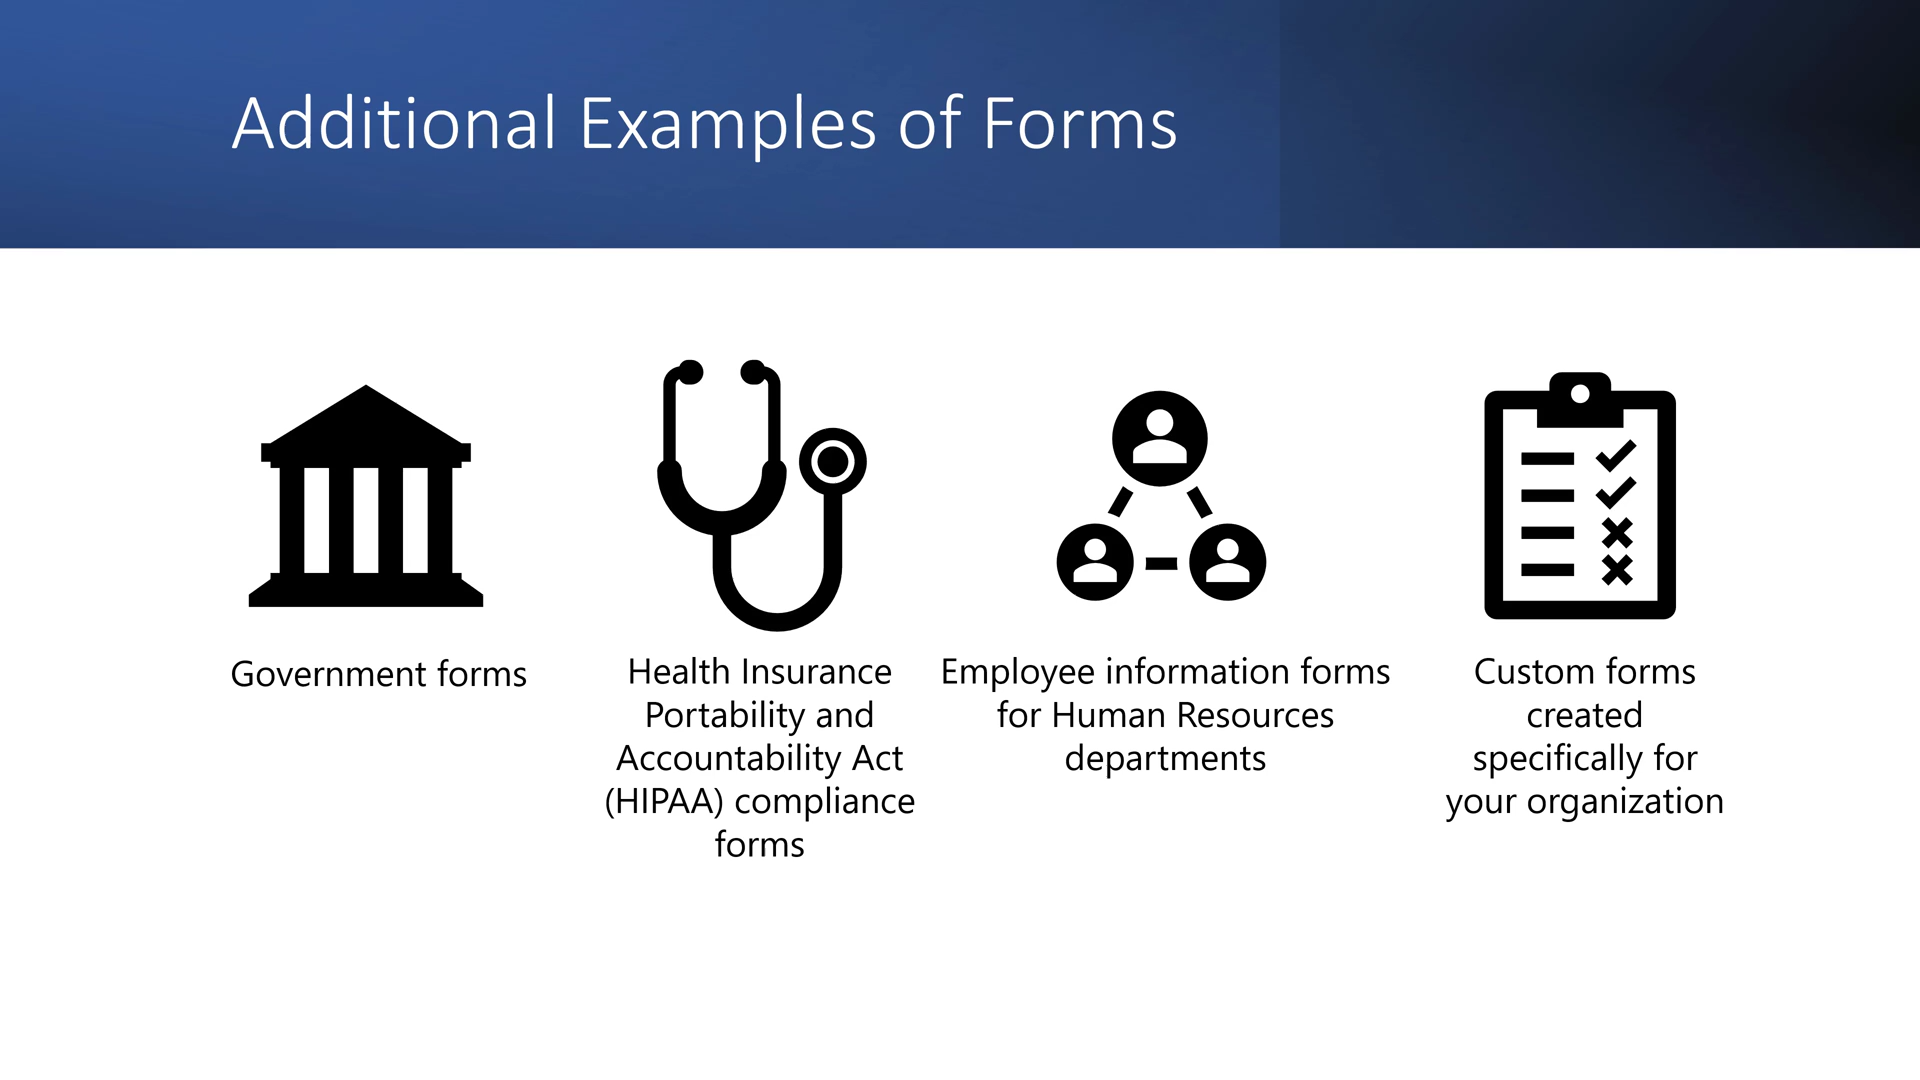 Additional Examples of Forms
Government forms
Health Insurance
Portability and
Accountability Act
(HIPAA) compliance
forms
Employee information forms
for Human Resources
departments
Custom forms
created
specifically for
your organization